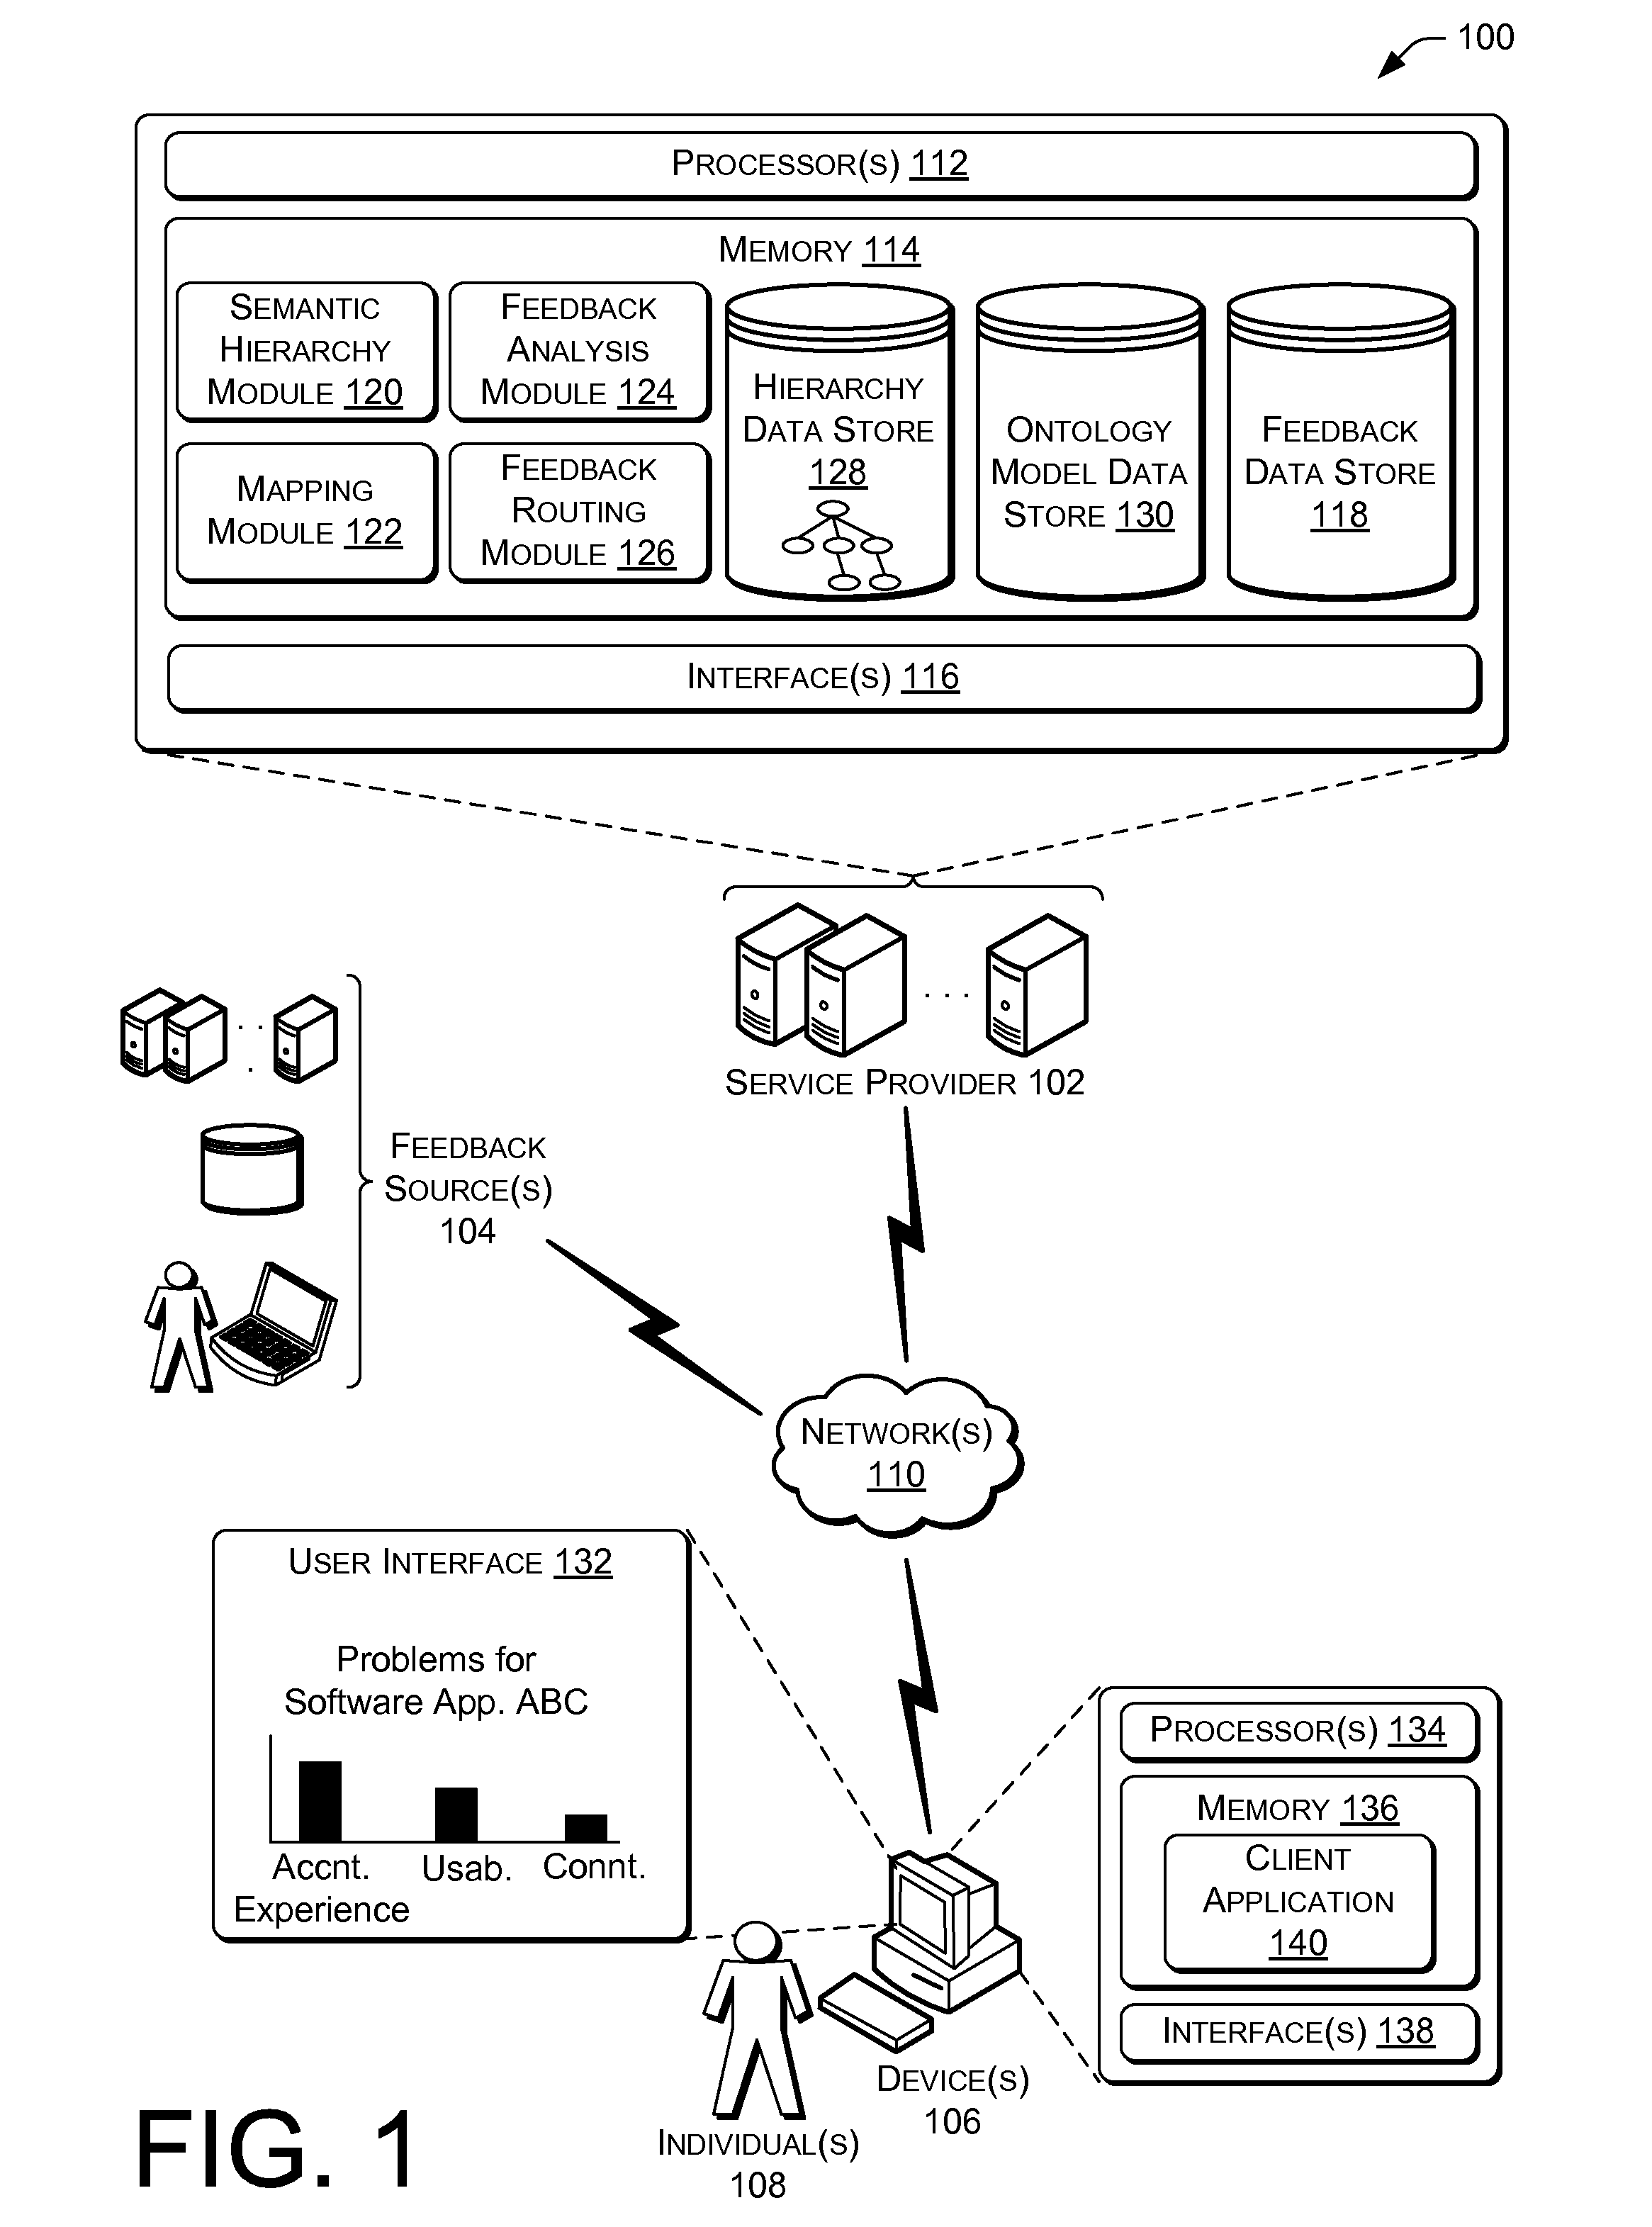 100
PROCESSOR(S) 112
MEMORY 114
SEMANTIC
HIERARCHY
MODULE 120
FEEDBACK
ANALYSIS
MODULE 124
MAPPING
MODULE 122
FEEDBACK
ROUTING
MODULE 126
HIERARCHY
DATA STORE
128
ONTOLOGY
MODEL DATA
STORE 130
FEEDBACK
DATA STORE
118
INTERFACE(S) 116
SERVICE PROVIDER 102
FEEDBACK
SOURCE(S)
104
NETWORK(S)
110
USER INTERFACE 132
Problems for
Software App. ABC
Accnt. Usab. Connt.
Experience
PROCESSOR(S) 134
MEMORY 136
CLIENT
APPLICATION
140
INTERFACE(S) 138
DEVICE(S)
106
INDIVIDUAL(S)
108
FIG. 1